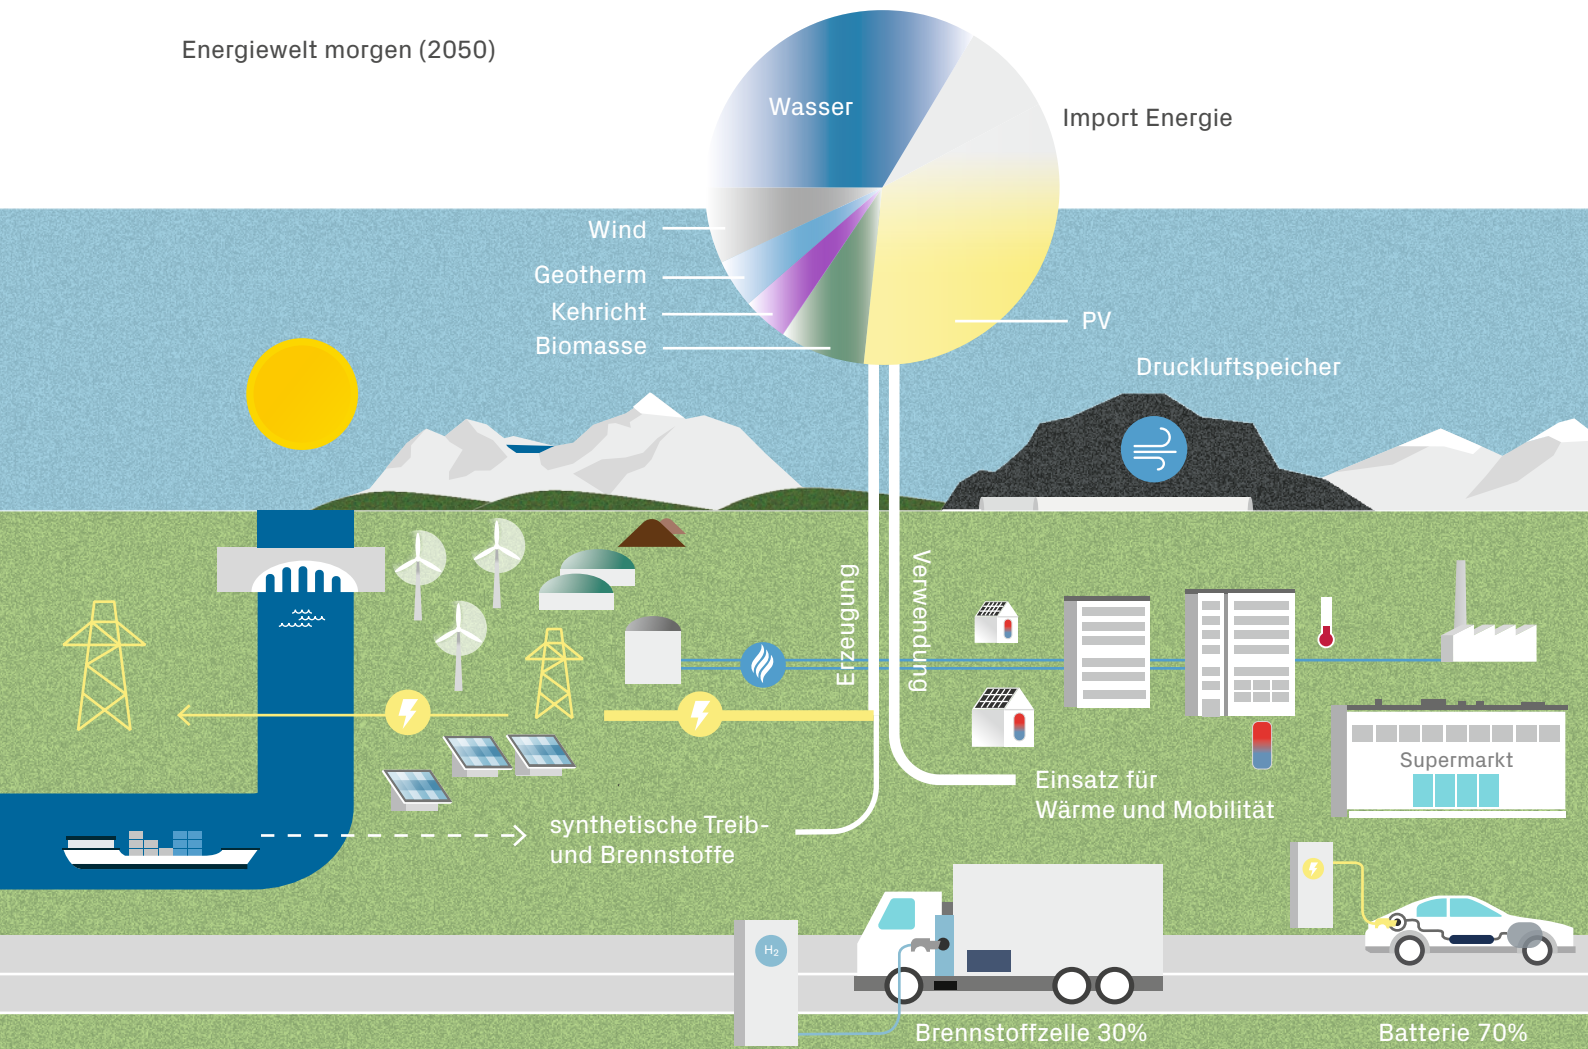 Energiewelt morgen (2050)
Wasser
Import Energie
Wind
Geotherm
Kehricht
Biomasse
PV
Druckluftspeicher
Erzeugung
Verwendung
Supermarkt
Einsatz für
Wärme und Mobilität
synthetische Treib-
und Brennstoffe
H₂
Brennstoffzelle 30%
Batterie 70%